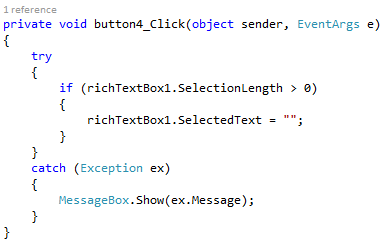 1 reference
private void button4_Click(object sender, EventArgs e)
{
    try
    {
        if (richTextBox1.SelectionLength > 0)
        {
            richTextBox1.SelectedText = "";
        }
    }
    catch (Exception ex)
    {
        MessageBox.Show(ex.Message);
    }
}